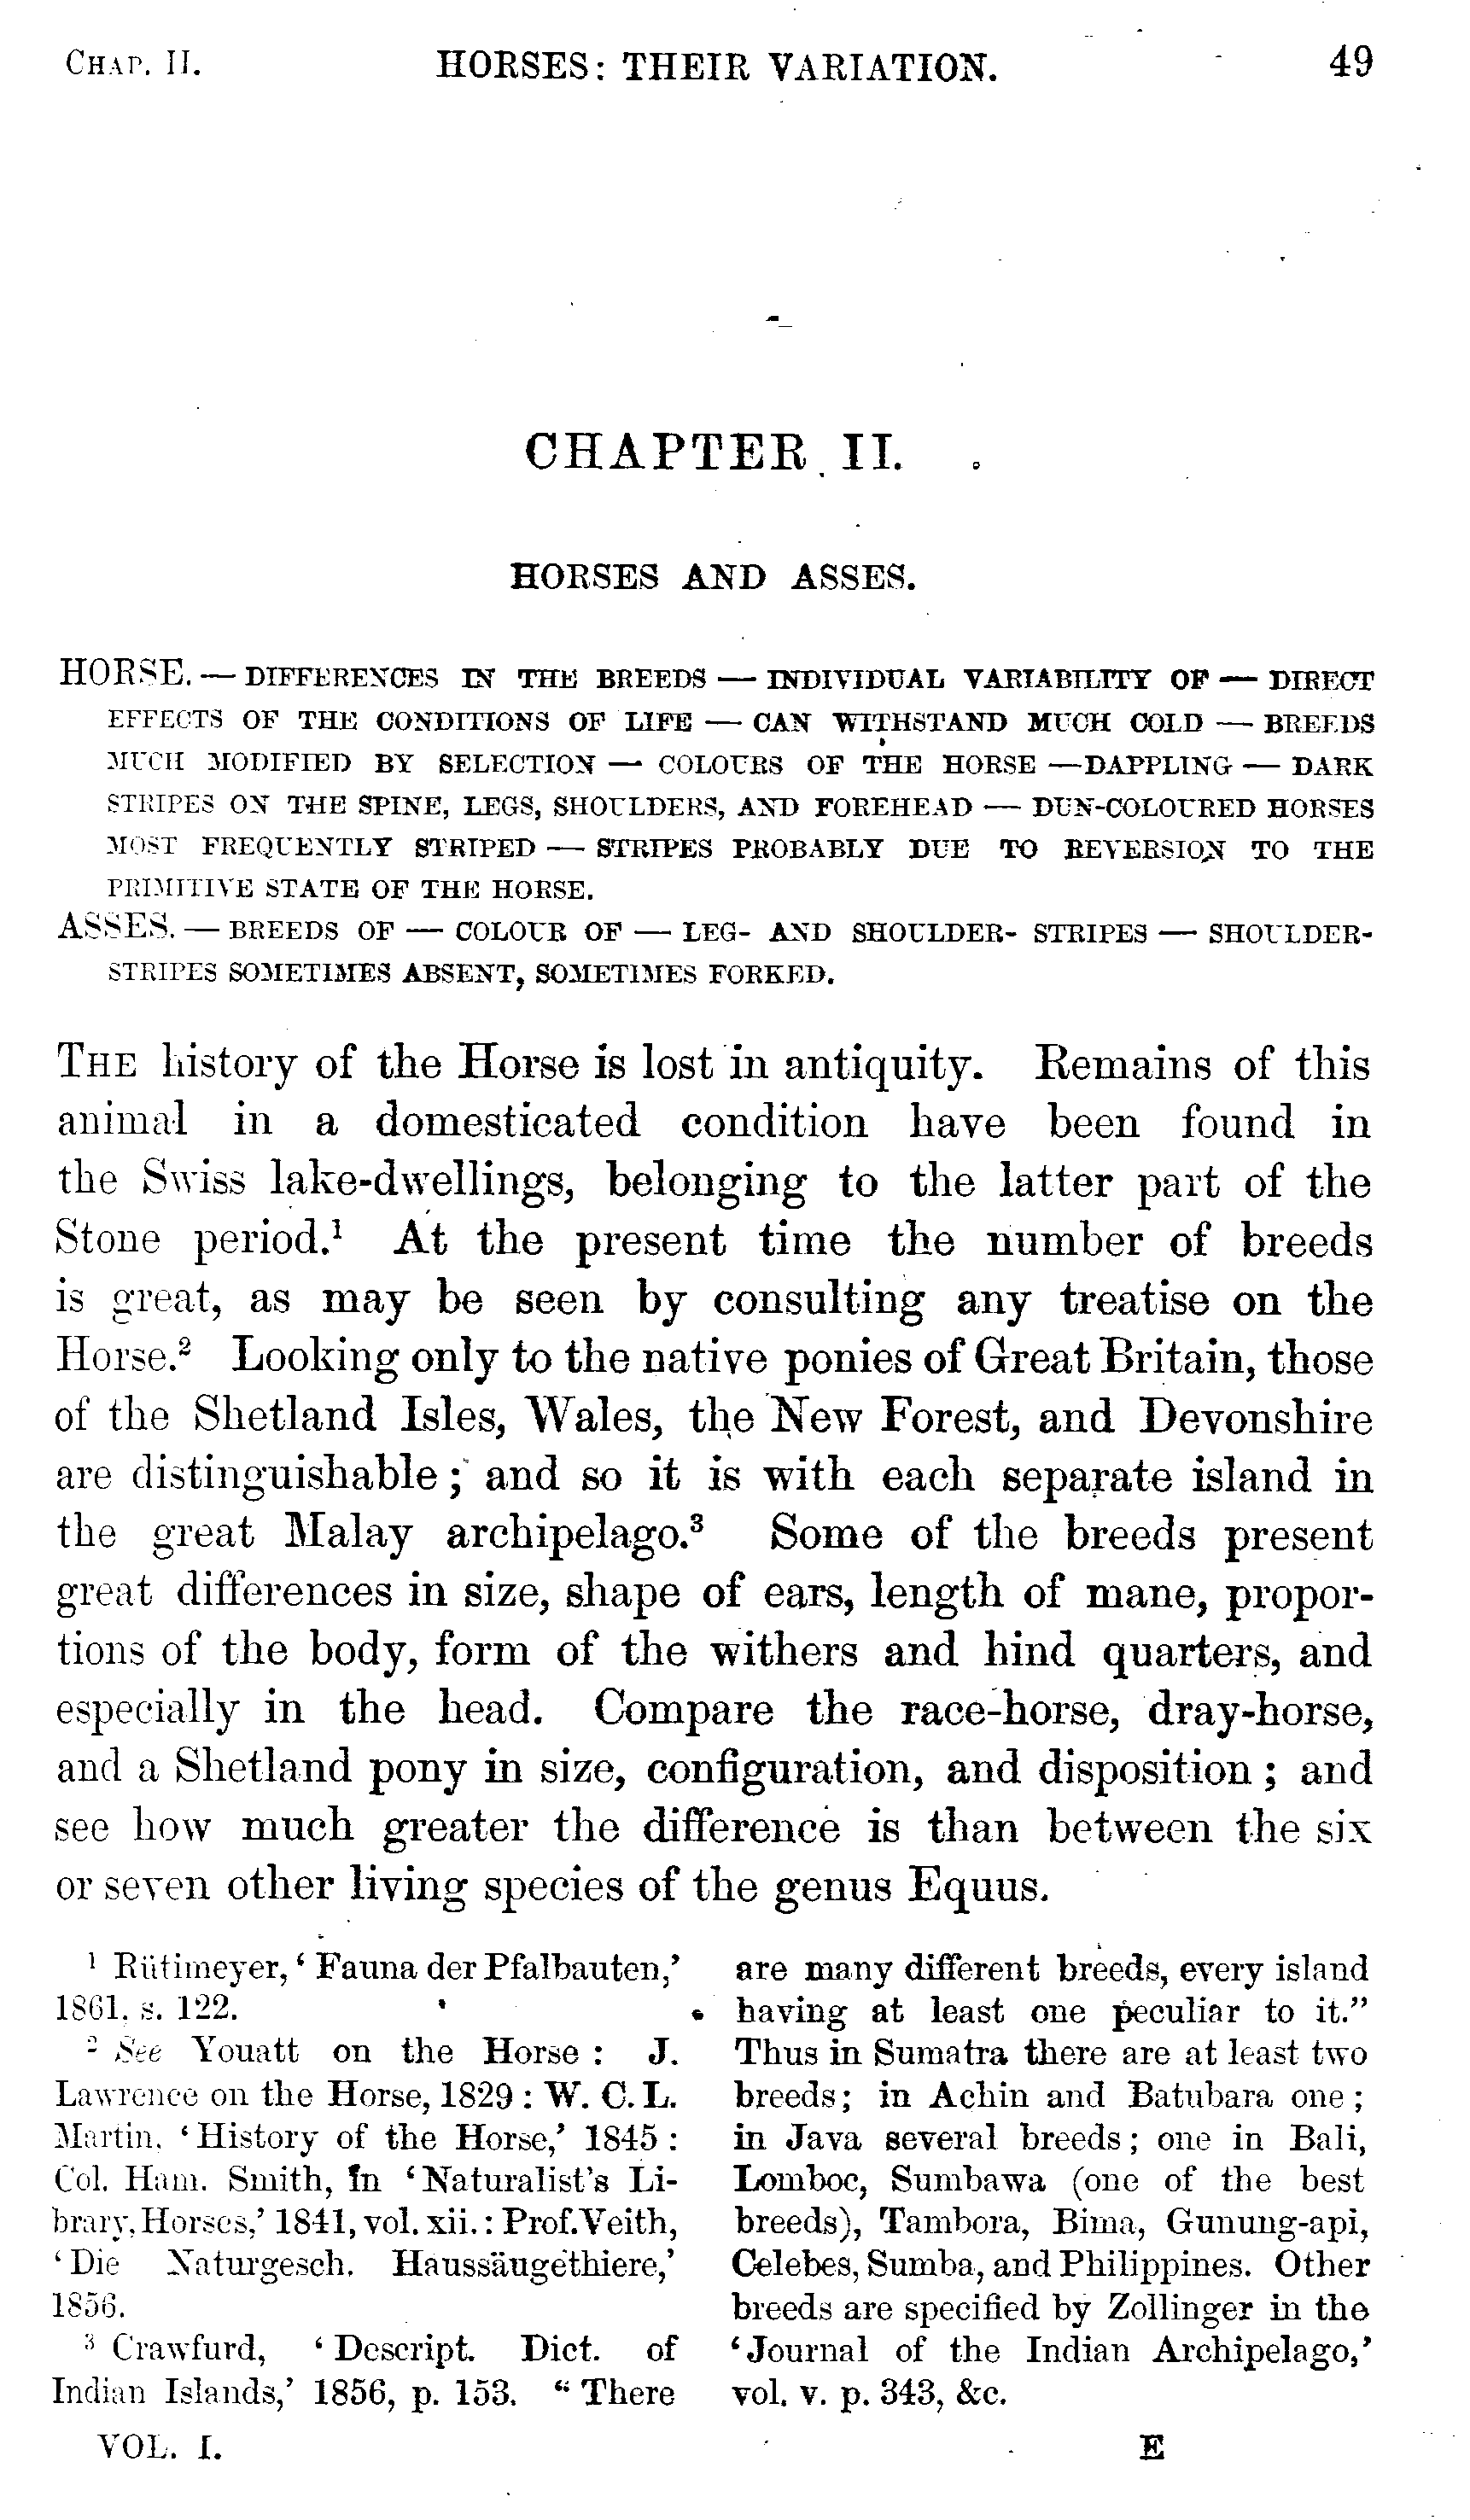 CHAP. II. HORSES: THEIR VARIATION. 49
CHAPTER II.
HORSES AND ASSES.
HORSE. — DIFFERENCES IN THE BREEDS — INDIVIDUAL VARIABILITY OF — DIRECT
EFFECTS OF THE CONDITIONS OF LIFE — CAN WITHSTAND MUCH COLD — BREEDS
MUCH MODIFIED BY SELECTION — COLOURS OF THE HORSE — DAPPLING — DARK
STRIPES ON THE SPINE, LEGS, SHOULDERS, AND FOREHEAD — DUN-COLOURED HORSES
MOST FREQUENTLY STRIPED — STRIPES PROBABLY DUE TO REVERSION TO THE
PRIMITIVE STATE OF THE HORSE.
ASSES. — BREEDS OF — COLOUR OF — LEG- AND SHOULDER- STRIPES — SHOULDER-
STRIPES SOMETIMES ABSENT, SOMETIMES FORKED.
THE history of the Horse is lost in antiquity. Remains of this
animal in a domesticated condition have been found in
the Swiss lake-dwellings, belonging to the latter part of the
Stone period.¹ At the present time the number of breeds
is great, as may be seen by consulting any treatise on the
Horse.² Looking only to the native ponies of Great Britain, those
of the Shetland Isles, Wales, the New Forest, and Devonshire
are distinguishable; and so it is with each separate island in
the great Malay archipelago.³ Some of the breeds present
great differences in size, shape of ears, length of mane, propor-
tions of the body, form of the withers and hind quarters, and
especially in the head. Compare the race-horse, dray-horse,
and a Shetland pony in size, configuration, and disposition; and
see how much greater the difference is than between the six
or seven other living species of the genus Equus.
¹ Rütimeyer, ‘Fauna der Pfalbauten,’
1861, s. 122.
² See Youatt on the Horse: J.
Lawrence on the Horse, 1829: W. C. L.
Martin, ‘History of the Horse,’ 1845:
Col. Ham. Smith, In ‘Naturalist's Li-
brary, Horses,’ 1841, vol. xii.: Prof. Veith,
‘Die Naturgesch. Haussäugethiere,’
1856.
³ Crawfurd, ‘Descript. Dict. of
Indian Islands,’ 1856, p. 153. “There
are many different breeds, every island
having at least one peculiar to it.”
Thus in Sumatra there are at least two
breeds; in Achin and Batubara one;
in Java several breeds; one in Bali,
Lomboc, Sumbawa (one of the best
breeds), Tambora, Bima, Gunung-api,
Celebes, Sumba, and Philippines. Other
breeds are specified by Zollinger in the
‘Journal of the Indian Archipelago,’
vol. v. p. 343, &c.
VOL. I. E